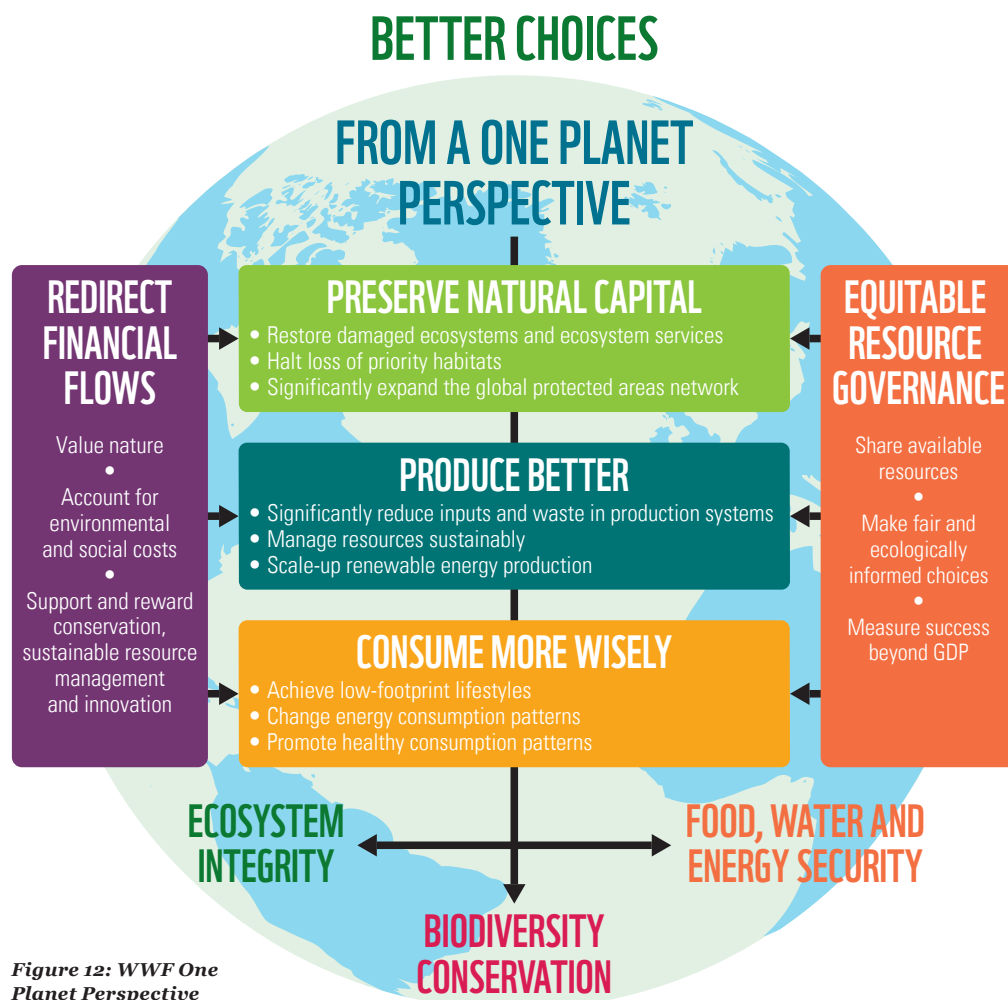 BETTER CHOICES
FROM A ONE PLANET
PERSPECTIVE
REDIRECT
FINANCIAL
FLOWS
Value nature
•
Account for
environmental
and social costs
•
Support and reward
conservation,
sustainable resource
management
and innovation
PRESERVE NATURAL CAPITAL
• Restore damaged ecosystems and ecosystem services
• Halt loss of priority habitats
• Significantly expand the global protected areas network
PRODUCE BETTER
• Significantly reduce inputs and waste in production systems
• Manage resources sustainably
• Scale-up renewable energy production
CONSUME MORE WISELY
• Achieve low-footprint lifestyles
• Change energy consumption patterns
• Promote healthy consumption patterns
EQUITABLE
RESOURCE
GOVERNANCE
Share available
resources
•
Make fair and
ecologically
informed choices
•
Measure success
beyond GDP
ECOSYSTEM
INTEGRITY
FOOD, WATER AND
ENERGY SECURITY
BIODIVERSITY
CONSERVATION
Figure 12: WWF One
Planet Perspective